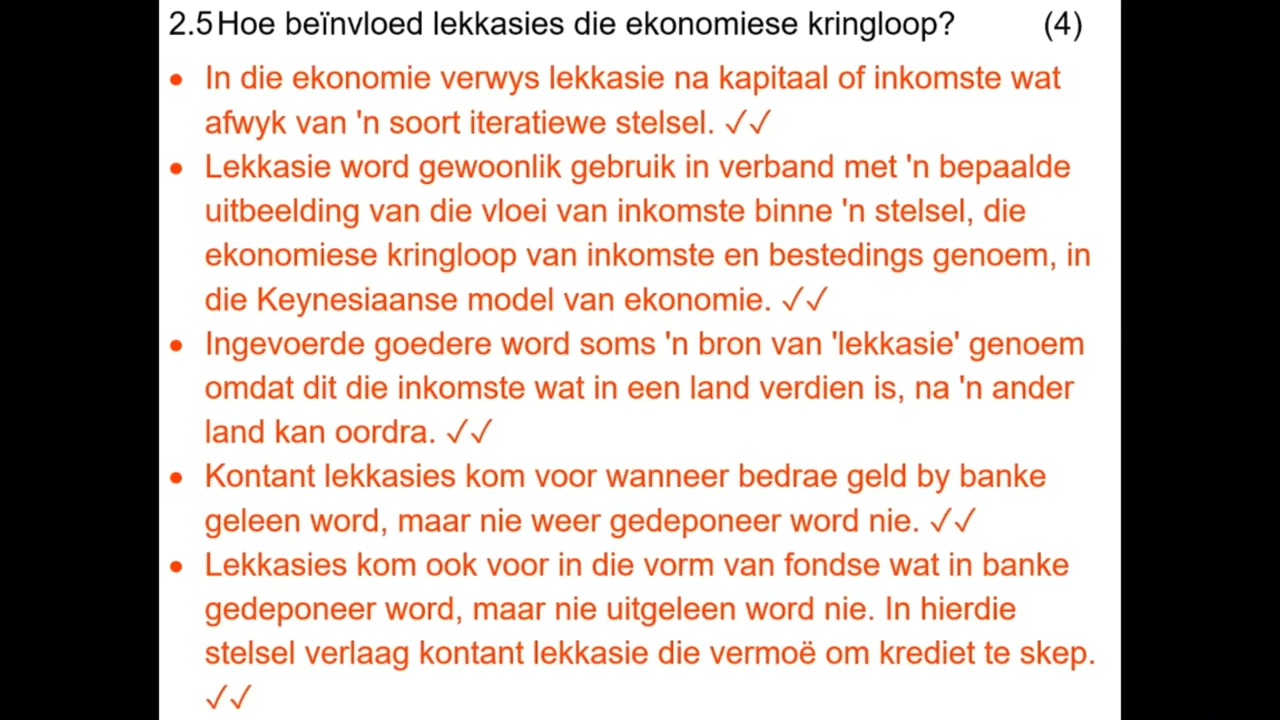 2.5 Hoe beïnvloed lekkasies die ekonomiese kringloop? (4)
• In die ekonomie verwys lekkasie na kapitaal of inkomste wat
afwyk van 'n soort iteratiewe stelsel. ✓✓
• Lekkasie word gewoonlik gebruik in verband met 'n bepaalde
uitbeelding van die vloei van inkomste binne 'n stelsel, die
ekonomiese kringloop van inkomste en bestedings genoem, in
die Keynesiaanse model van ekonomie. ✓✓
• Ingevoerde goedere word soms 'n bron van 'lekkasie' genoem
omdat dit die inkomste wat in een land verdien is, na 'n ander
land kan oordra. ✓✓
• Kontant lekkasies kom voor wanneer bedrae geld by banke
geleen word, maar nie weer gedeponeer word nie. ✓✓
• Lekkasies kom ook voor in die vorm van fondse wat in banke
gedeponeer word, maar nie uitgeleen word nie. In hierdie
stelsel verlaag kontant lekkasie die vermoë om krediet te skep.
✓✓